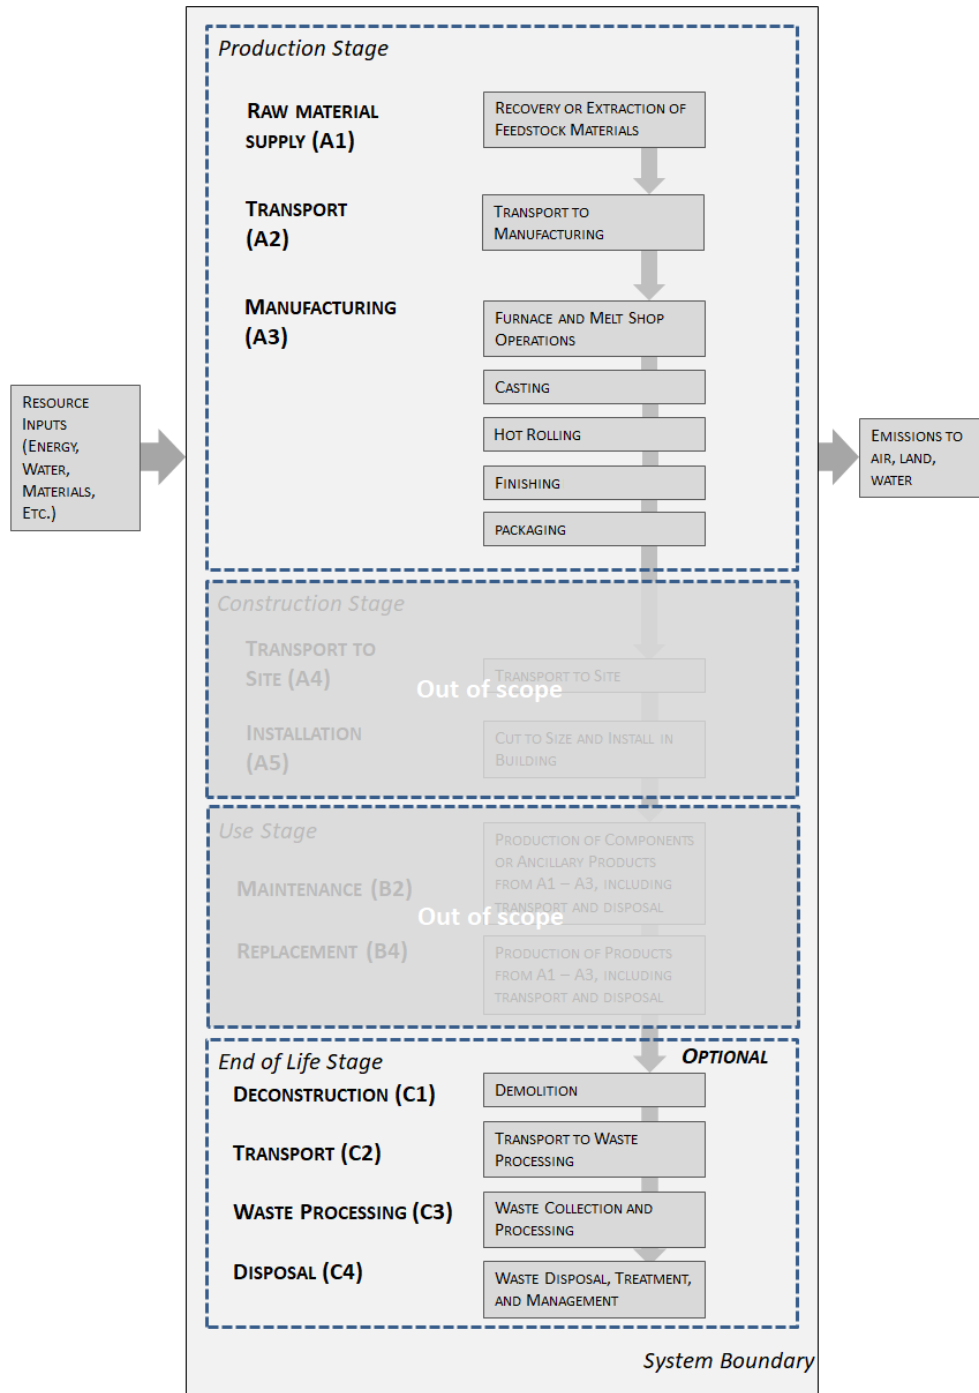 Production Stage
RAW MATERIAL
SUPPLY (A1)
RECOVERY OR EXTRACTION OF
FEEDSTOCK MATERIALS
TRANSPORT
(A2)
TRANSPORT TO
MANUFACTURING
MANUFACTURING
(A3)
FURNACE AND MELT SHOP
OPERATIONS
CASTING
HOT ROLLING
FINISHING
PACKAGING
RESOURCE
INPUTS
(ENERGY,
WATER,
MATERIALS,
ETC.)
EMISSIONS TO
AIR, LAND,
WATER
Construction Stage
TRANSPORT TO
SITE (A4)
TRANSPORT TO SITE
Out of scope
INSTALLATION
(A5)
CUT TO SIZE AND INSTALL IN
BUILDING
Use Stage
MAINTENANCE (B2)
PRODUCTION OF COMPONENTS
OR ANCILLARY PRODUCTS
FROM A1 – A3, INCLUDING
TRANSPORT AND DISPOSAL
Out of scope
REPLACEMENT (B4)
PRODUCTION OF PRODUCTS
FROM A1 – A3, INCLUDING
TRANSPORT AND DISPOSAL
End of Life Stage
OPTIONAL
DECONSTRUCTION (C1)
DEMOLITION
TRANSPORT (C2)
TRANSPORT TO WASTE
PROCESSING
WASTE PROCESSING (C3)
WASTE COLLECTION AND
PROCESSING
DISPOSAL (C4)
WASTE DISPOSAL, TREATMENT,
AND MANAGEMENT
System Boundary